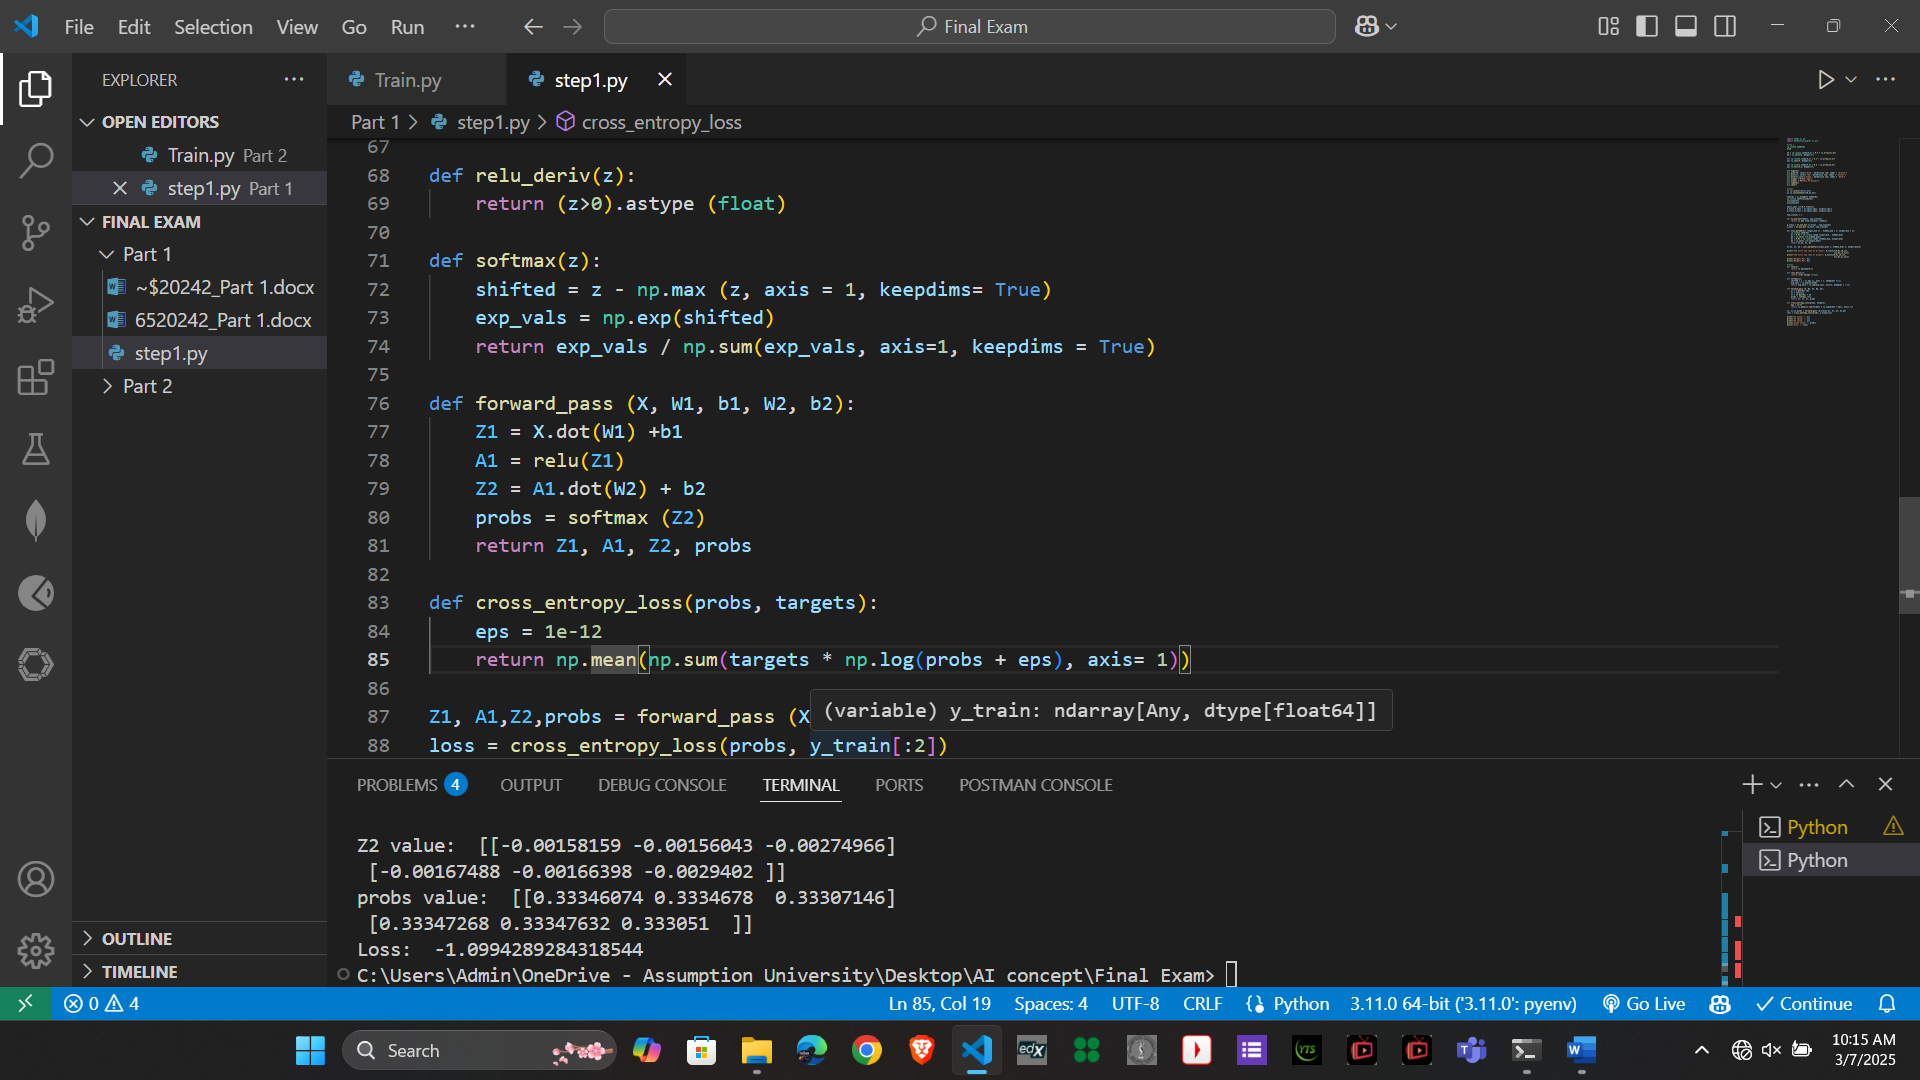 File Edit Selection View Go Run ··· Final Exam
EXPLORER ···
OPEN EDITORS
Train.py Part 2
step1.py Part 1
FINAL EXAM
Part 1
~$20242_Part 1.docx
6520242_Part 1.docx
step1.py
Part 2
OUTLINE
TIMELINE
Train.py step1.py
Part 1 > step1.py > cross_entropy_loss
67
68 def relu_deriv(z):
69 return (z>0).astype (float)
70
71 def softmax(z):
72 shifted = z - np.max (z, axis = 1, keepdims= True)
73 exp_vals = np.exp(shifted)
74 return exp_vals / np.sum(exp_vals, axis=1, keepdims = True)
75
76 def forward_pass (X, W1, b1, W2, b2):
77 Z1 = X.dot(W1) +b1
78 A1 = relu(Z1)
79 Z2 = A1.dot(W2) + b2
80 probs = softmax (Z2)
81 return Z1, A1, Z2, probs
82
83 def cross_entropy_loss(probs, targets):
84 eps = 1e-12
85 return np.mean(np.sum(targets * np.log(probs + eps), axis= 1))
86
87 Z1, A1,Z2,probs = forward_pass (X
(variable) y_train: ndarray[Any, dtype[float64]]
88 loss = cross_entropy_loss(probs, y_train[:2])
PROBLEMS 4 OUTPUT DEBUG CONSOLE TERMINAL PORTS POSTMAN CONSOLE
Z2 value: [[-0.00158159 -0.00156043 -0.00274966]
[-0.00167488 -0.00166398 -0.0029402 ]]
probs value: [[0.33346074 0.3334678 0.33307146]
[0.33347268 0.33347632 0.333051 ]]
Loss: -1.0994289284318544
C:\Users\Admin\OneDrive - Assumption University\Desktop\AI concept\Final Exam>
Python
Python
0 4 Ln 85, Col 19 Spaces: 4 UTF-8 CRLF Python 3.11.0 64-bit ('3.11.0': pyenv) Go Live Continue
Search edX YTS 10:15 AM
3/7/2025